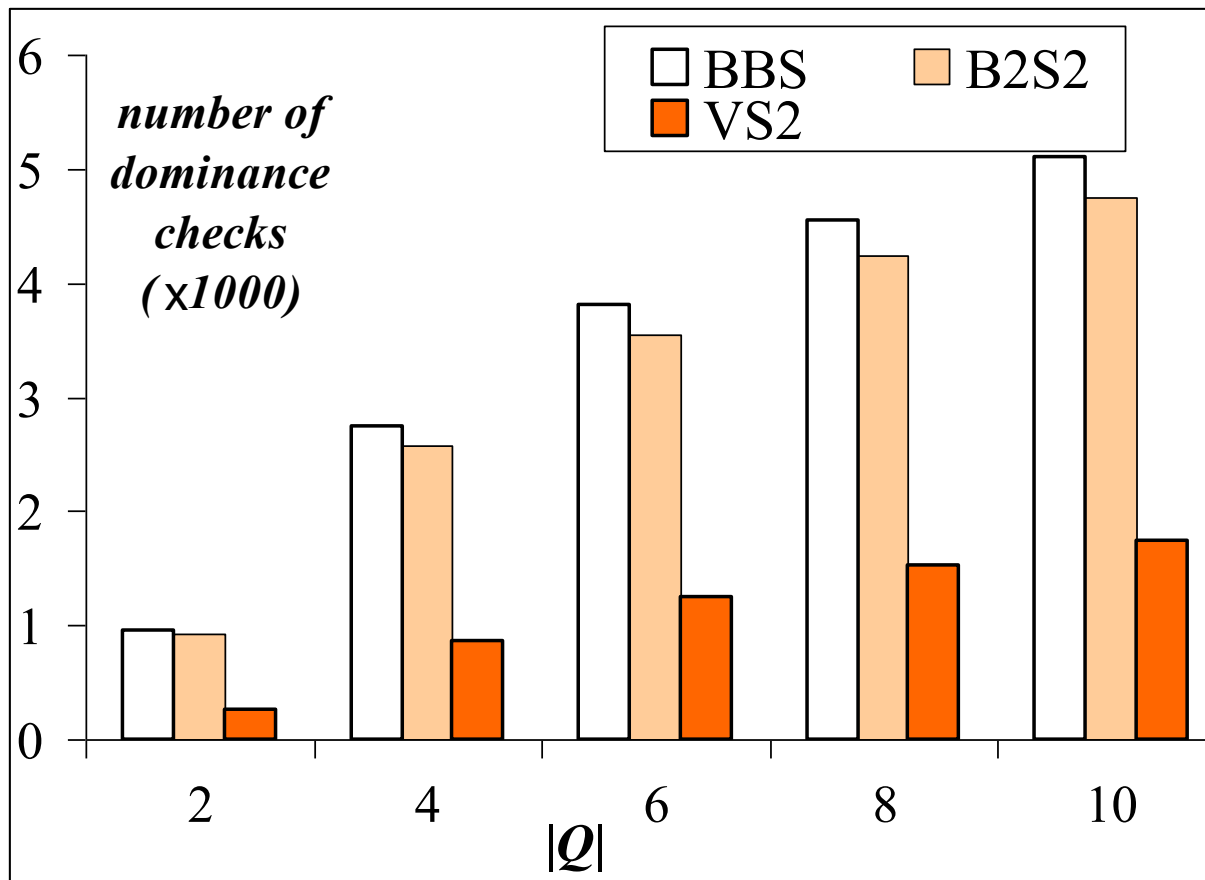 BBS B2S2
VS2
number of
dominance
checks
(x1000)
6
5
4
3
2
1
0
2 4 6 8 10
|Q|